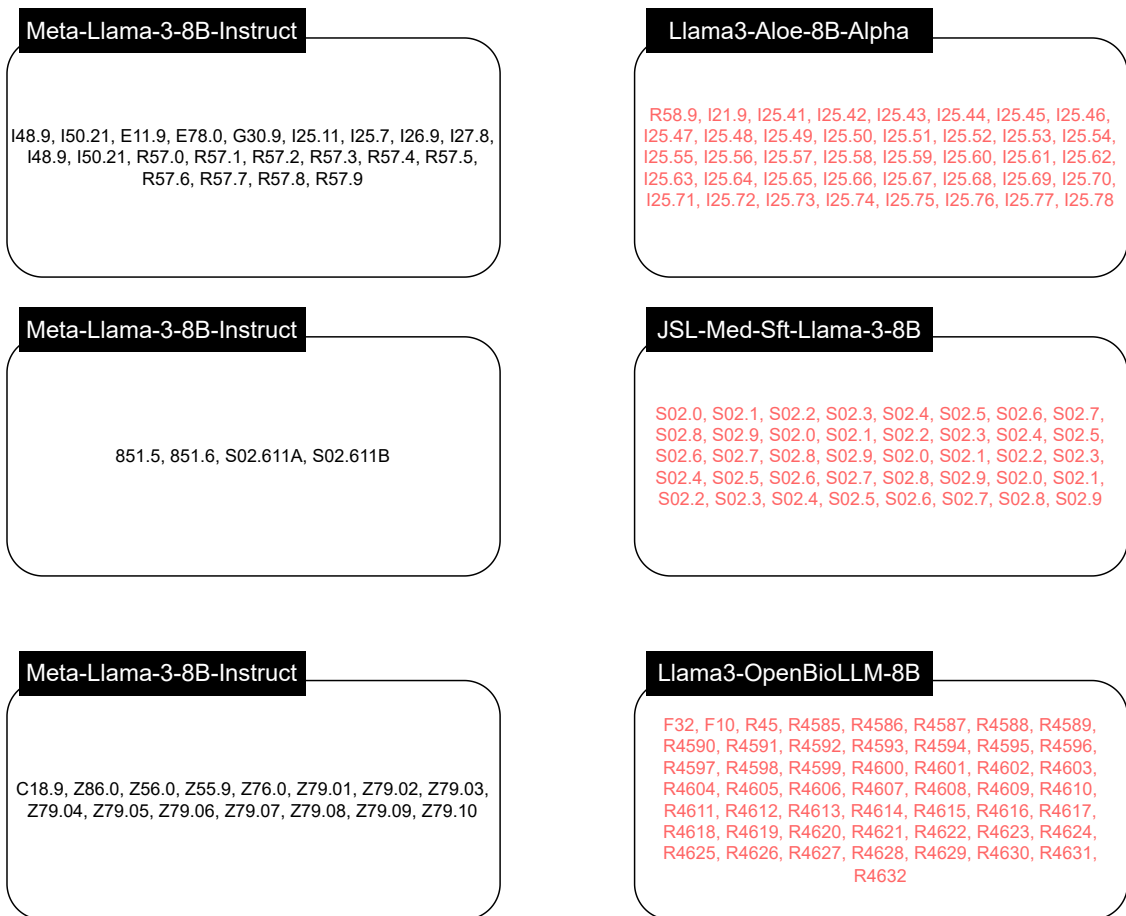 Meta-Llama-3-8B-Instruct
I48.9, I50.21, E11.9, E78.0, G30.9, I25.11, I25.7, I26.9, I27.8,
I48.9, I50.21, R57.0, R57.1, R57.2, R57.3, R57.4, R57.5,
R57.6, R57.7, R57.8, R57.9
Llama3-Aloe-8B-Alpha
R58.9, I21.9, I25.41, I25.42, I25.43, I25.44, I25.45, I25.46,
I25.47, I25.48, I25.49, I25.50, I25.51, I25.52, I25.53, I25.54,
I25.55, I25.56, I25.57, I25.58, I25.59, I25.60, I25.61, I25.62,
I25.63, I25.64, I25.65, I25.66, I25.67, I25.68, I25.69, I25.70,
I25.71, I25.72, I25.73, I25.74, I25.75, I25.76, I25.77, I25.78
Meta-Llama-3-8B-Instruct
851.5, 851.6, S02.611A, S02.611B
JSL-Med-Sft-Llama-3-8B
S02.0, S02.1, S02.2, S02.3, S02.4, S02.5, S02.6, S02.7,
S02.8, S02.9, S02.0, S02.1, S02.2, S02.3, S02.4, S02.5,
S02.6, S02.7, S02.8, S02.9, S02.0, S02.1, S02.2, S02.3,
S02.4, S02.5, S02.6, S02.7, S02.8, S02.9, S02.0, S02.1,
S02.2, S02.3, S02.4, S02.5, S02.6, S02.7, S02.8, S02.9
Meta-Llama-3-8B-Instruct
C18.9, Z86.0, Z56.0, Z55.9, Z76.0, Z79.01, Z79.02, Z79.03,
Z79.04, Z79.05, Z79.06, Z79.07, Z79.08, Z79.09, Z79.10
Llama3-OpenBioLLM-8B
F32, F10, R45, R4585, R4586, R4587, R4588, R4589,
R4590, R4591, R4592, R4593, R4594, R4595, R4596,
R4597, R4598, R4599, R4600, R4601, R4602, R4603,
R4604, R4605, R4606, R4607, R4608, R4609, R4610,
R4611, R4612, R4613, R4614, R4615, R4616, R4617,
R4618, R4619, R4620, R4621, R4622, R4623, R4624,
R4625, R4626, R4627, R4628, R4629, R4630, R4631,
R4632